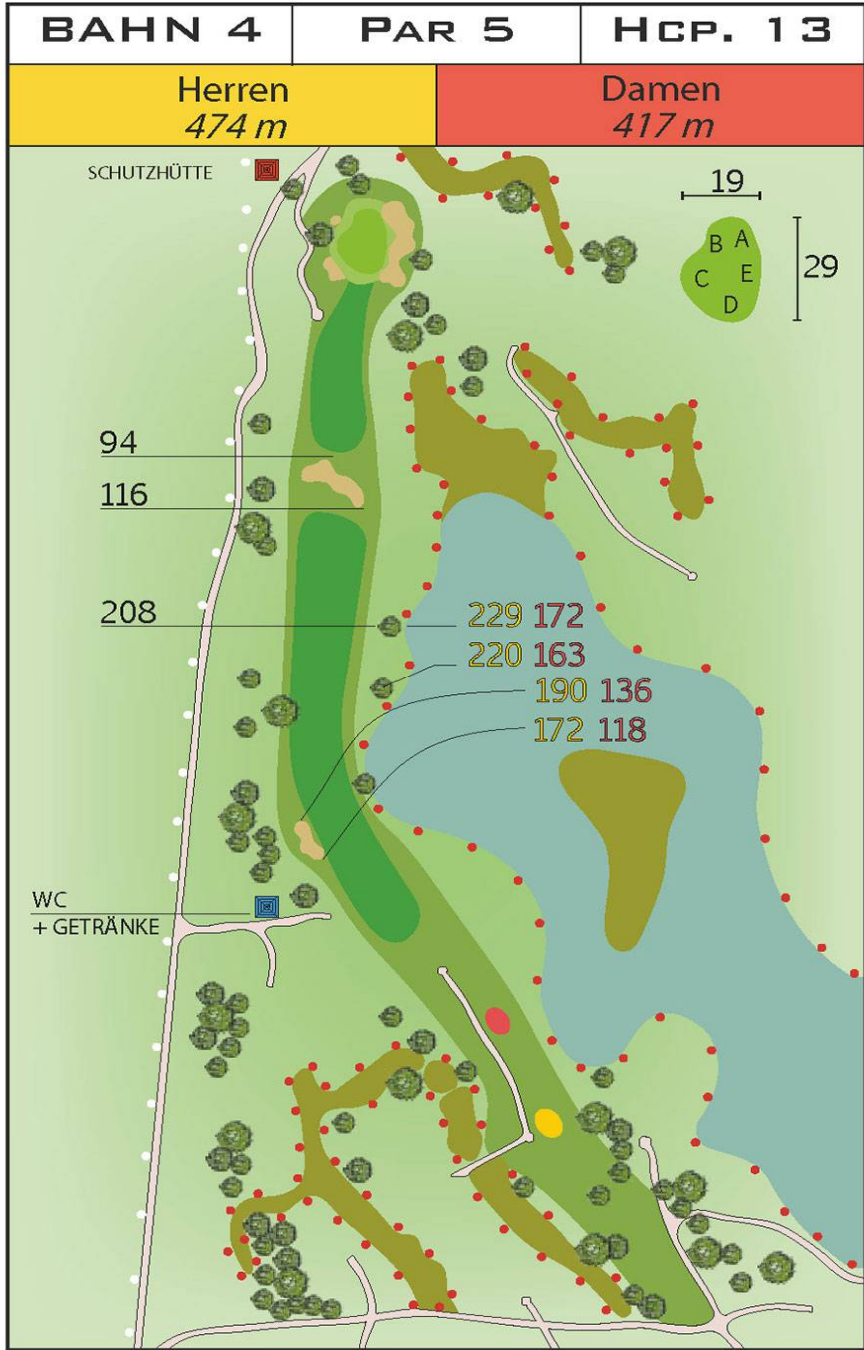 BAHN 4
PAR 5
HCP. 13
Herren
474 m
Damen
417 m
SCHUTZHÜTTE
19
B A
C E
D
29
94
116
208
229 172
220 163
190 136
172 118
WC
+ GETRÄNKE